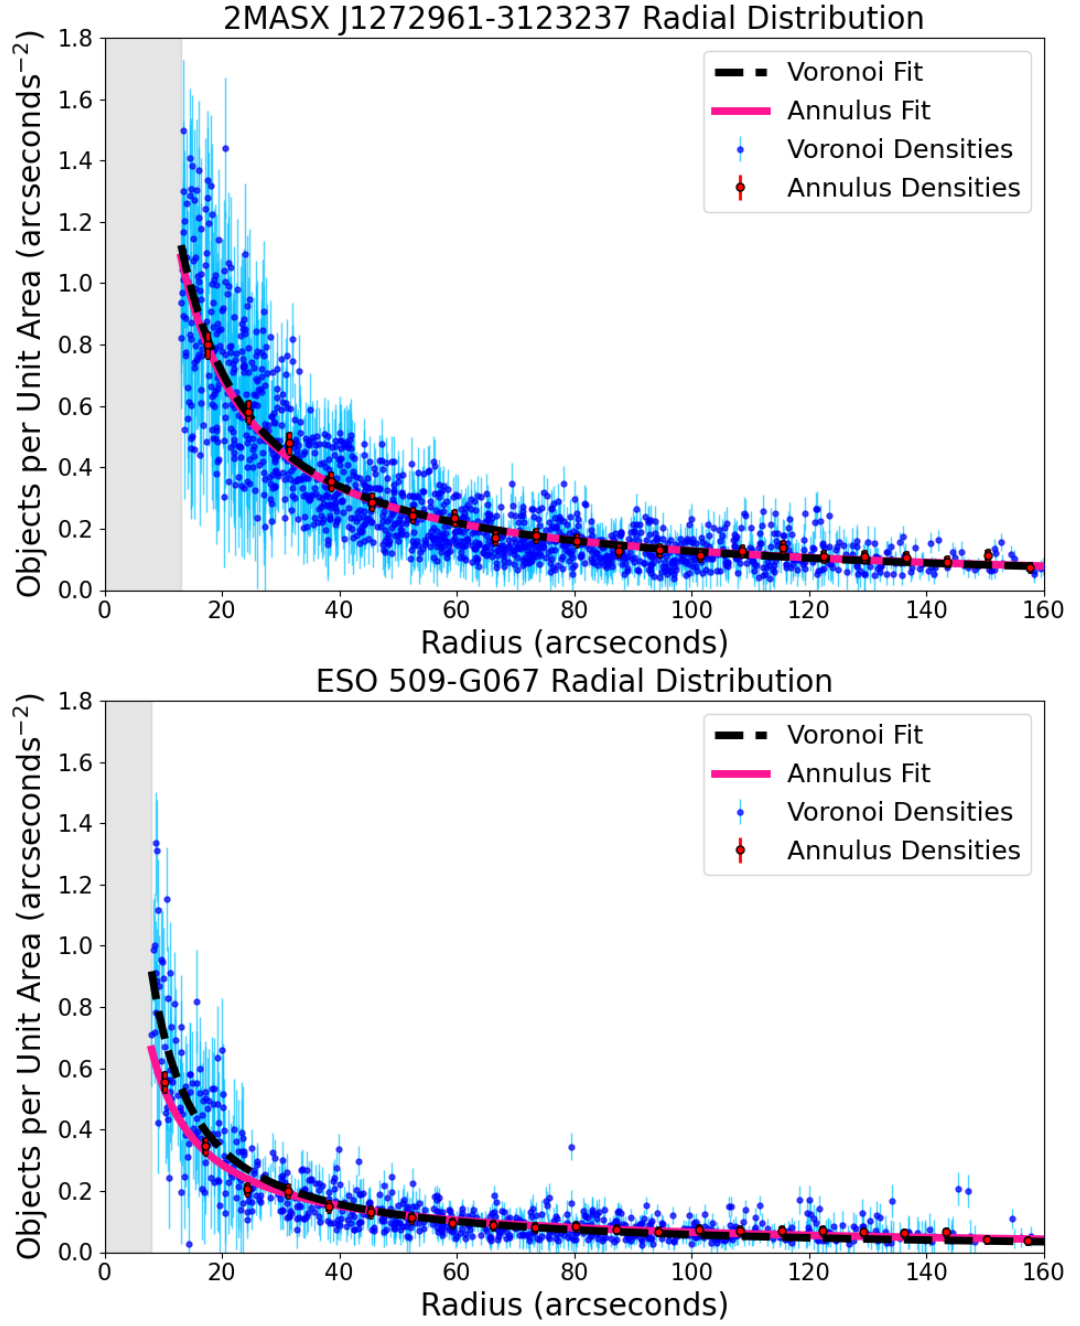 2MASX J1272961-3123237 Radial Distribution
Objects per Unit Area (arcseconds⁻²)
1.8
1.6
1.4
1.2
1.0
0.8
0.6
0.4
0.2
0.0
Voronoi Fit
Annulus Fit
Voronoi Densities
Annulus Densities
0 20 40 60 80 100 120 140 160
Radius (arcseconds)
ESO 509-G067 Radial Distribution
Objects per Unit Area (arcseconds⁻²)
1.8
1.6
1.4
1.2
1.0
0.8
0.6
0.4
0.2
0.0
Voronoi Fit
Annulus Fit
Voronoi Densities
Annulus Densities
0 20 40 60 80 100 120 140 160
Radius (arcseconds)